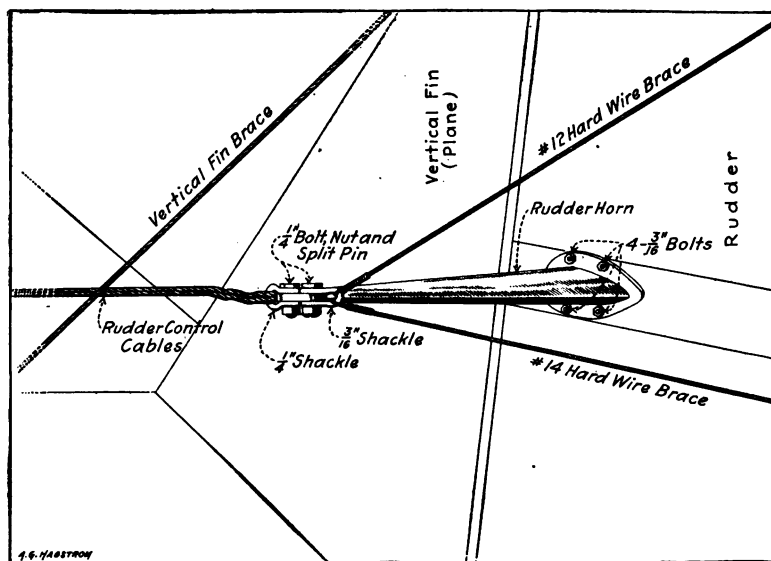 Vertical Fin Brace
Vertical Fin
(Plane)
#12 Hard Wire Brace
Rudder
Rudder Horn
1/4" Bolt, Nut and
Split Pin
4-3/16" Bolts
Rudder Control
Cables
1/4" Shackle
3/16" Shackle
#14 Hard Wire Brace
A.G. HAGSTROM